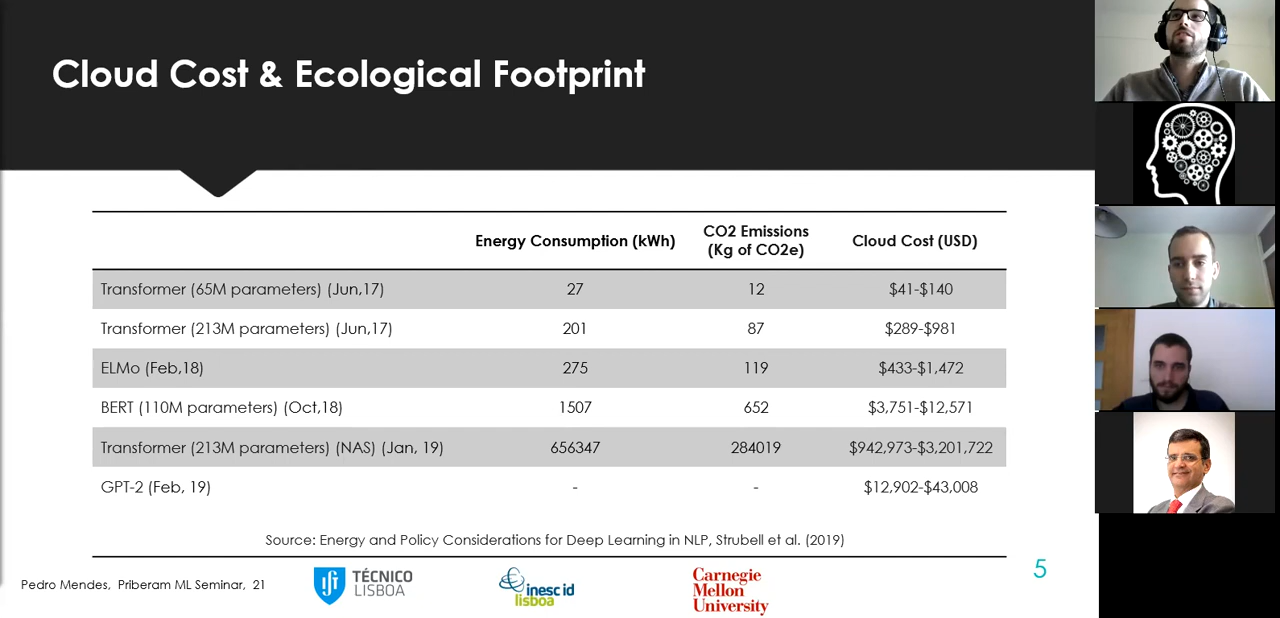 Cloud Cost & Ecological Footprint
Energy Consumption (kWh) CO2 Emissions (Kg of CO2e) Cloud Cost (USD)
Transformer (65M parameters) (Jun,17) 27 12 $41-$140
Transformer (213M parameters) (Jun,17) 201 87 $289-$981
ELMo (Feb,18) 275 119 $433-$1,472
BERT (110M parameters) (Oct,18) 1507 652 $3,751-$12,571
Transformer (213M parameters) (NAS) (Jan, 19) 656347 284019 $942,973-$3,201,722
GPT-2 (Feb, 19) - - $12,902-$43,008
Source: Energy and Policy Considerations for Deep Learning in NLP, Strubell et al. (2019)
Pedro Mendes, Priberam ML Seminar, 21
TÉCNICO
LISBOA
inesc id
lisboa
Carnegie
Mellon
University
5